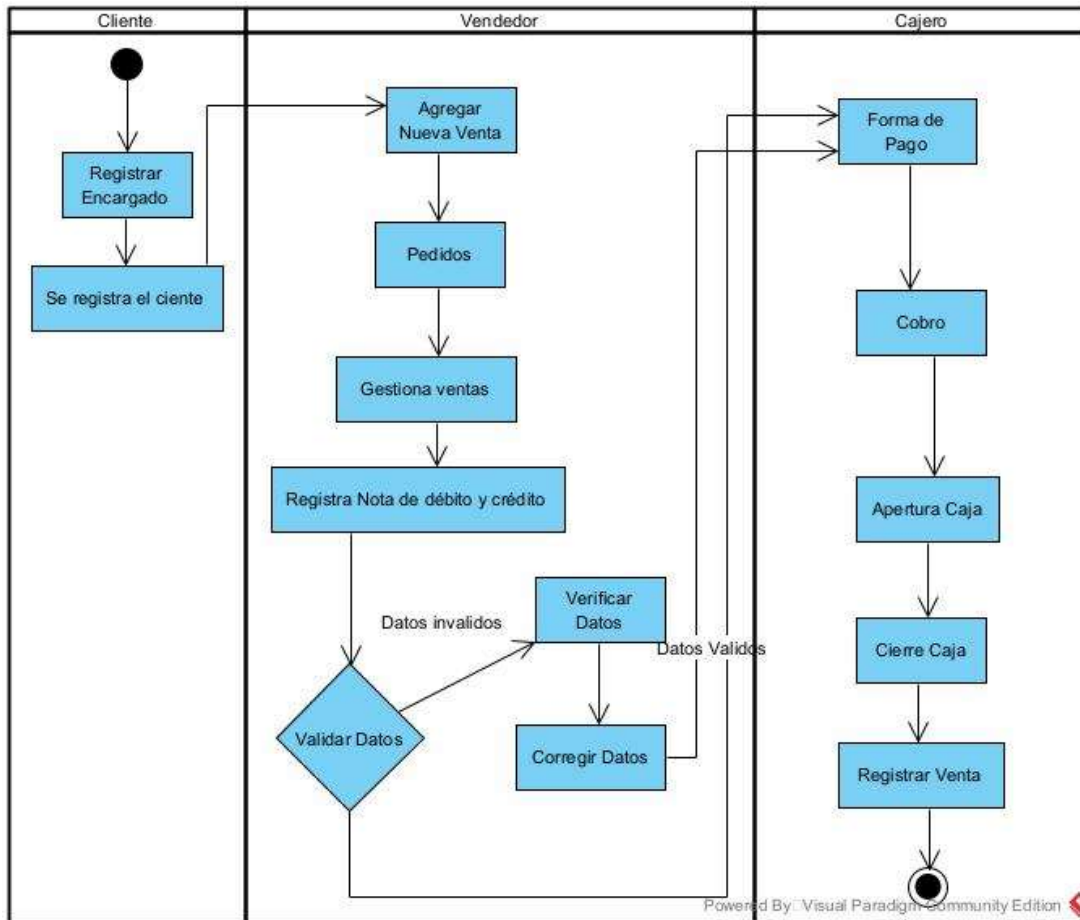 Cliente
Vendedor
Cajero
Registrar
Encargado
Se registra el ciente
Agregar
Nueva Venta
Pedidos
Gestiona ventas
Registra Nota de débito y crédito
Validar Datos
Datos invalidos
Verificar
Datos
Corregir Datos
Datos Validos
Forma de
Pago
Cobro
Apertura Caja
Cierre Caja
Registrar Venta
Powered By Visual Paradigm Community Edition